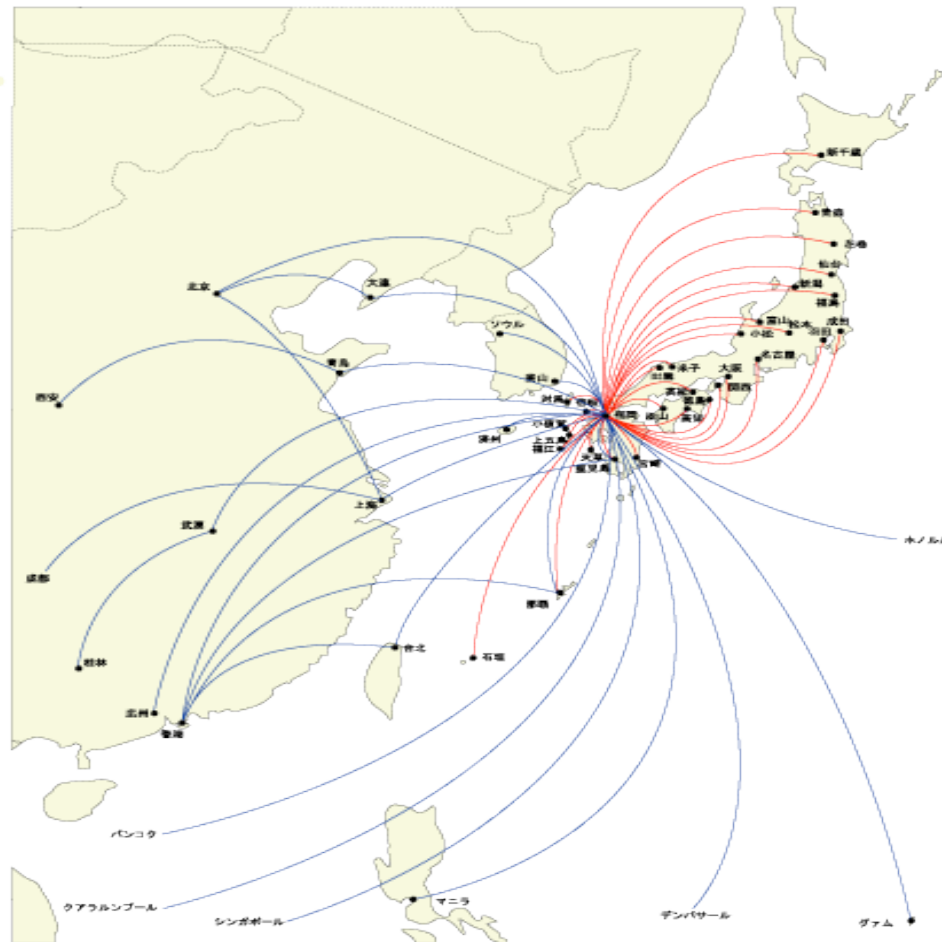 新千歳
青森
花巻
仙台
新潟
福島
北京
大連
富山
松木
成田
羽田
小松
ソウル
名古屋
青島
釜山
出雲
米子
大阪
関西
西安
対馬
高松
徳島
福岡
松山
高知
小値賀
済州
上五島
福江
天草
宮崎
鹿児島
上海
武漢
ホノルル
成都
那覇
桂林
台北
石垣
広州
香港
バンコク
クアラルンプール
シンガポール
マニラ
デンパサール
グァム